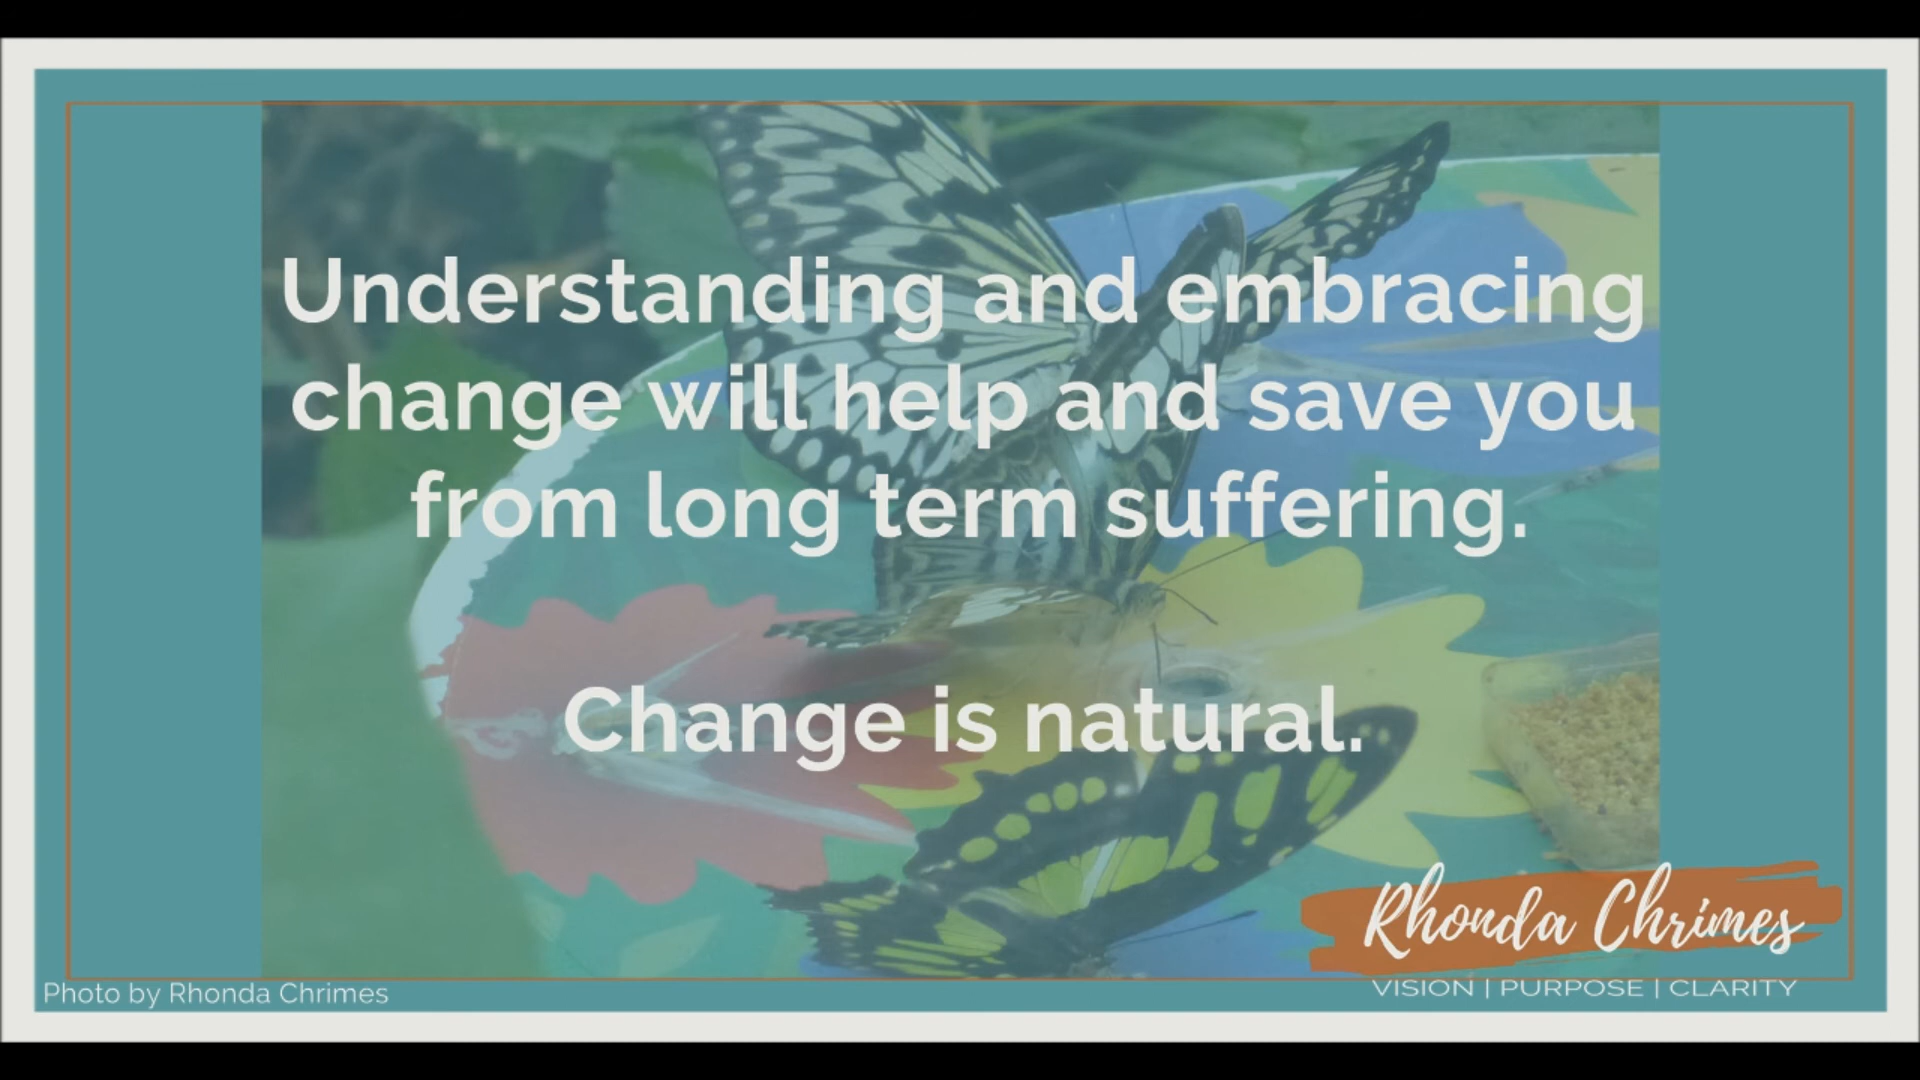 Understanding and embracing
change will help and save you
from long term suffering.
Change is natural.
Rhonda Chrimes
VISION | PURPOSE | CLARITY
Photo by Rhonda Chrimes